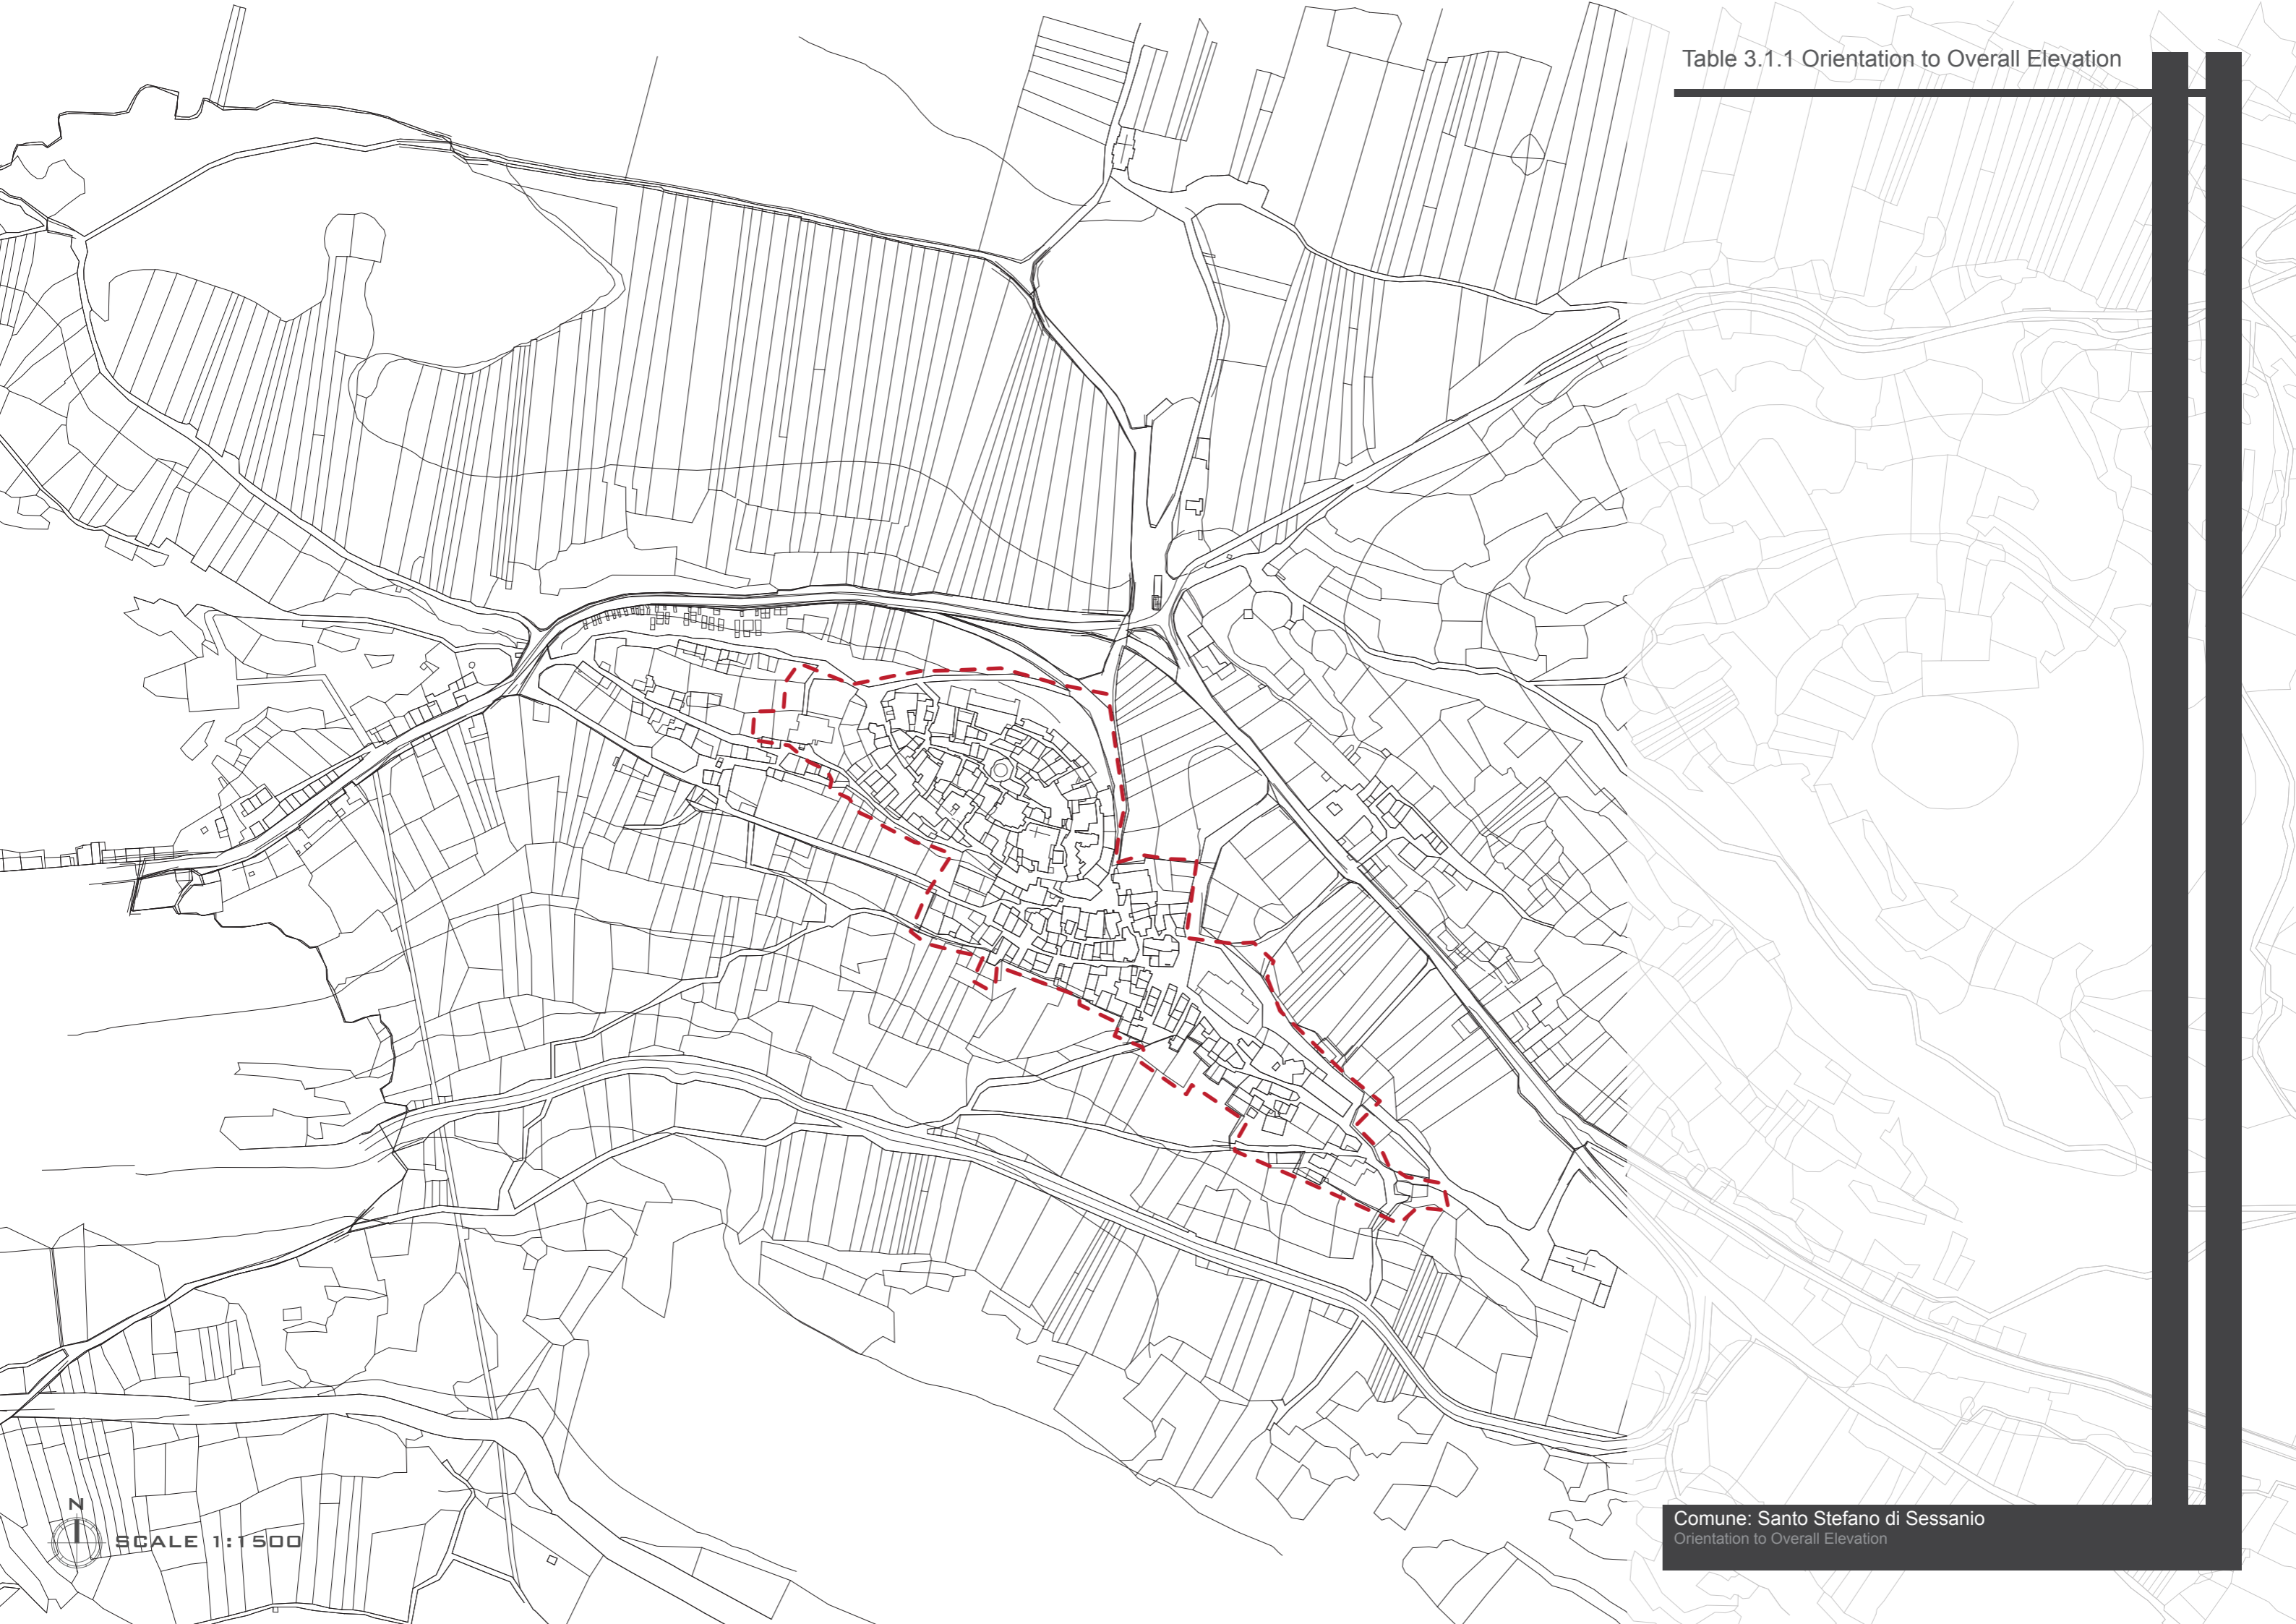 Table 3.1.1 Orientation to Overall Elevation
N
SCALE 1:1500
Comune: Santo Stefano di Sessanio
Orientation to Overall Elevation